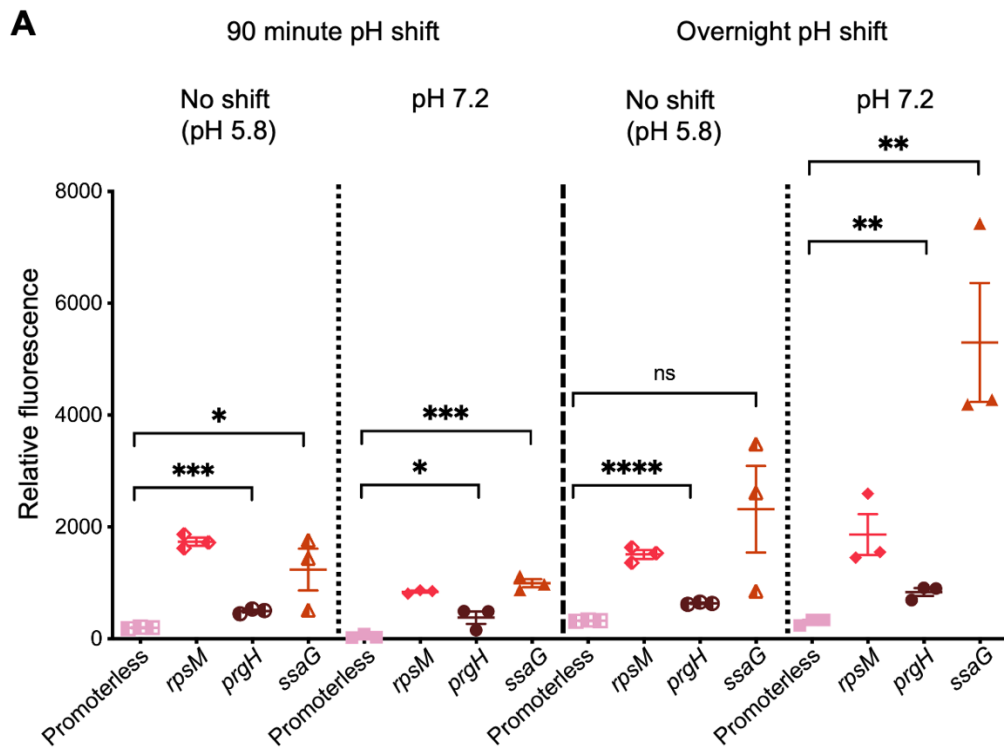 A
90 minute pH shift
Overnight pH shift
No shift
(pH 5.8)
pH 7.2
No shift
(pH 5.8)
pH 7.2
Relative fluorescence
8000
6000
4000
2000
0
*
***
***
*
ns
****
**
**
Promoterless
rpsM
prgH
ssaG
Promoterless
rpsM
prgH
ssaG
Promoterless
rpsM
prgH
ssaG
Promoterless
rpsM
prgH
ssaG